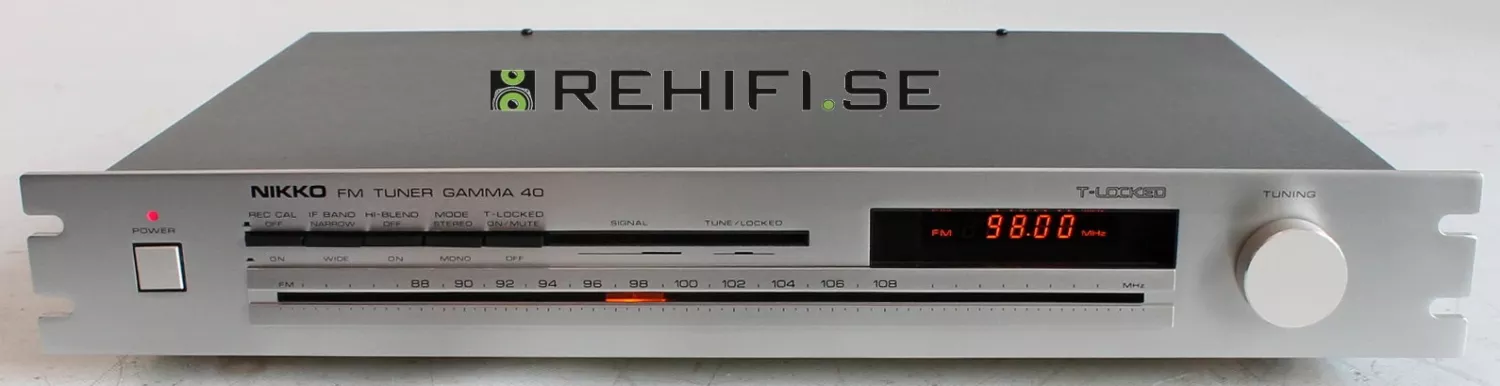 REHIFI.SE
NIKKO FM TUNER GAMMA 40
T-LOCKED
TUNING
REC CAL IF BAND HI-BLEND MODE T-LOCKED
OFF NARROW OFF STEREO ON/MUTE
SIGNAL TUNE/LOCKED
POWER
FM 98.00 MHz
ON WIDE ON MONO OFF
FM 88 90 92 94 96 98 100 102 104 106 108 MHz